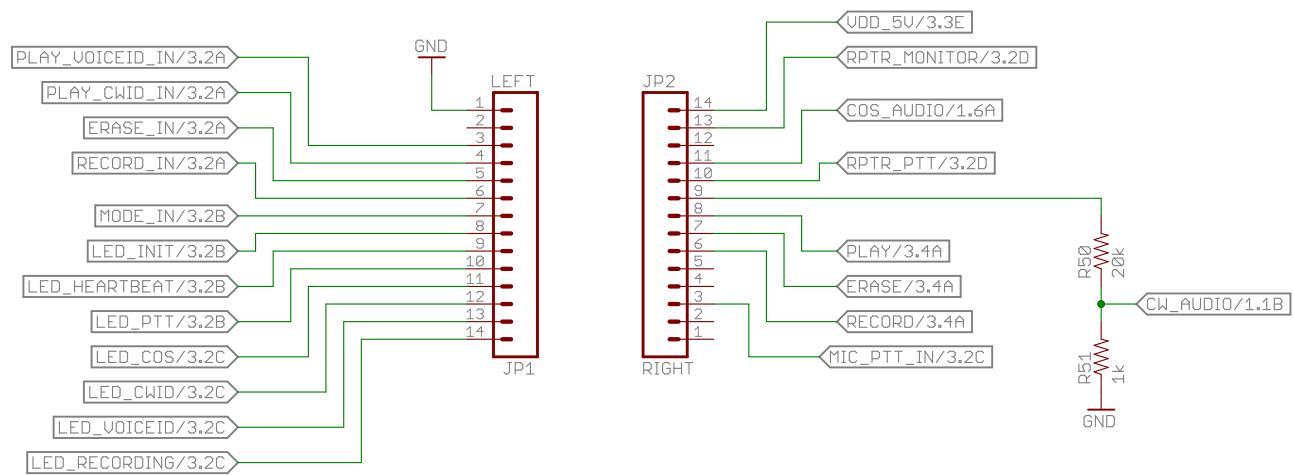 PLAY_VOICEID_IN/3.2A
PLAY_CWID_IN/3.2A
ERASE_IN/3.2A
RECORD_IN/3.2A
MODE_IN/3.2B
LED_INIT/3.2B
LED_HEARTBEAT/3.2B
LED_PTT/3.2B
LED_COS/3.2C
LED_CWID/3.2C
LED_VOICEID/3.2C
LED_RECORDING/3.2C
GND
LEFT
1
2
3
4
5
6
7
8
9
10
11
12
13
14
JP1
JP2
14
13
12
11
10
9
8
7
6
5
4
3
2
1
RIGHT
VDD_5V/3.3E
RPTR_MONITOR/3.2D
COS_AUDIO/1.6A
RPTR_PTT/3.2D
PLAY/3.4A
ERASE/3.4A
RECORD/3.4A
MIC_PTT_IN/3.2C
R50
20k
CW_AUDIO/1.1B
R51
1k
GND